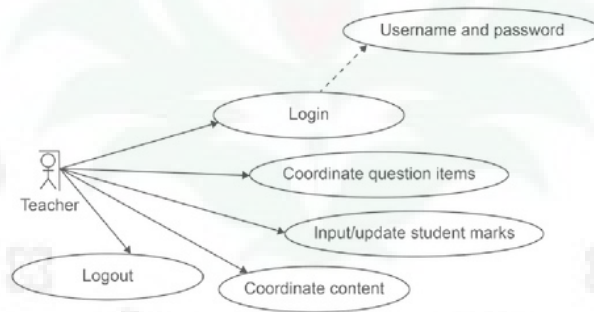 Username and password
Login
Coordinate question items
Teacher
Input/update student marks
Logout
Coordinate content